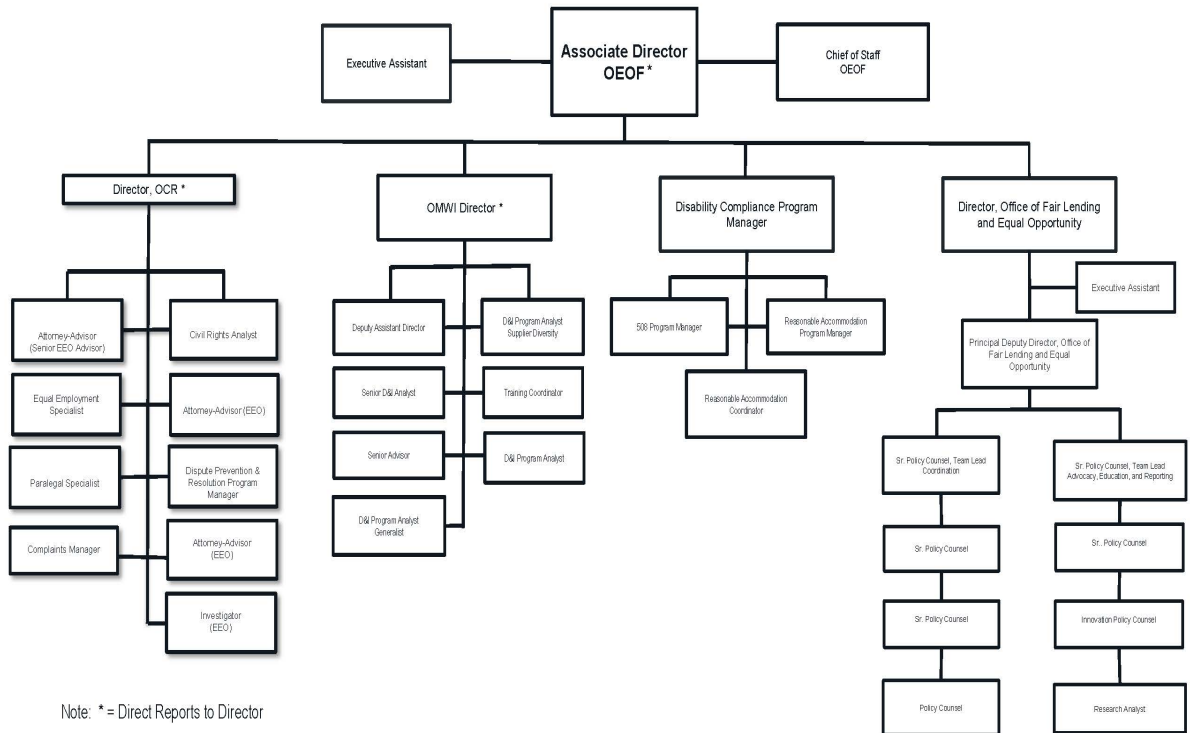 Executive Assistant
Associate Director
OEOF *
Chief of Staff
OEOF
Director, OCR *
OMWI Director *
Disability Compliance Program
Manager
Director, Office of Fair Lending
and Equal Opportunity
Executive Assistant
Principal Deputy Director, Office of
Fair Lending and Equal
Opportunity
Attorney-Advisor
(Senior EEO Advisor)
Civil Rights Analyst
Equal Employment
Specialist
Attorney-Advisor (EEO)
Paralegal Specialist
Dispute Prevention &
Resolution Program
Manager
Complaints Manager
Attorney-Advisor
(EEO)
Investigator
(EEO)
Deputy Assistant Director
D&I Program Analyst
Supplier Diversity
Senior D&I Analyst
Training Coordinator
Senior Advisor
D&I Program Analyst
D&I Program Analyst
Generalist
508 Program Manager
Reasonable Accommodation
Program Manager
Reasonable Accommodation
Coordinator
Sr. Policy Counsel, Team Lead
Coordination
Sr. Policy Counsel
Sr. Policy Counsel
Policy Counsel
Sr. Policy Counsel, Team Lead
Advocacy, Education, and Reporting
Sr.. Policy Counsel
Innovation Policy Counsel
Research Analyst
Note: * = Direct Reports to Director